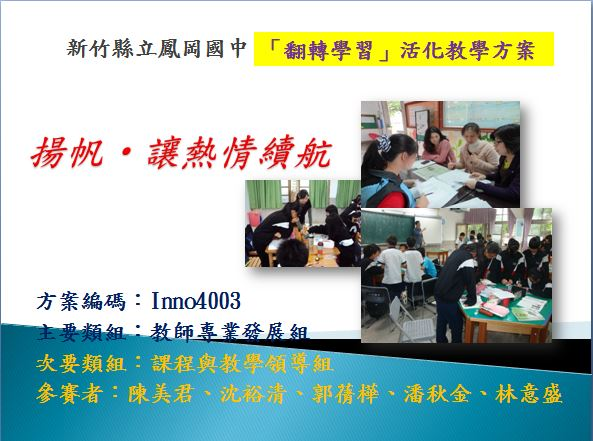 新竹縣立鳳岡國中「翻轉學習」活化教學方案
揚帆‧讓熱情續航
方案編碼：Inno4003
主要類組：教師專業發展組
次要類組：課程與教學領導組
參賽者：陳美君、沈裕清、郭蒨樺、潘秋金、林意盛